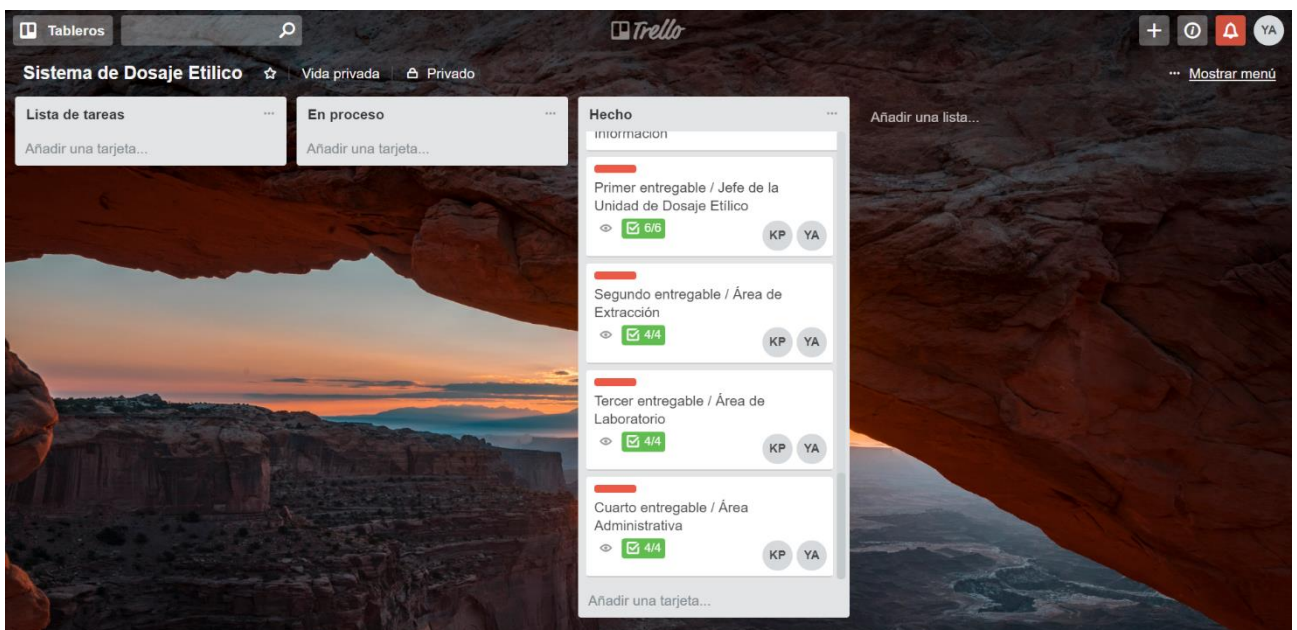 Tableros
Trello
YA
Sistema de Dosaje Etilico
Vida privada
Privado
... Mostrar menú
Lista de tareas
Añadir una tarjeta...
En proceso
Añadir una tarjeta...
Hecho
Información
Primer entregable / Jefe de la
Unidad de Dosaje Etílico
6/6
KP YA
Segundo entregable / Área de
Extracción
4/4
KP YA
Tercer entregable / Área de
Laboratorio
4/4
KP YA
Cuarto entregable / Área
Administrativa
4/4
KP YA
Añadir una tarjeta...
Añadir una lista...